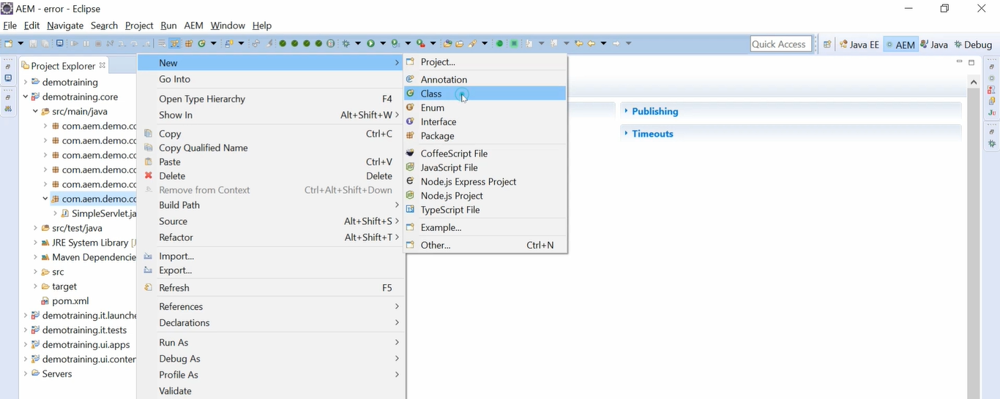 AEM - error - Eclipse
File Edit Navigate Search Project Run AEM Window Help
Quick Access Java EE AEM Java Debug
Project Explorer
demotraining
demotraining.core
src/main/java
com.aem.demo.co
com.aem.demo.co
com.aem.demo.co
com.aem.demo.co
com.aem.demo.co
com.aem.demo.co
SimpleServlet.ja
src/test/java
JRE System Library [J
Maven Dependencie
src
target
pom.xml
demotraining.it.launche
demotraining.it.tests
demotraining.ui.apps
demotraining.ui.conten
Servers
New
Go Into
Open Type Hierarchy F4
Show In Alt+Shift+W
Copy Ctrl+C
Copy Qualified Name
Paste Ctrl+V
Delete Delete
Remove from Context Ctrl+Alt+Shift+Down
Build Path
Source Alt+Shift+S
Refactor Alt+Shift+T
Import...
Export...
Refresh F5
References
Declarations
Run As
Debug As
Profile As
Validate
Project...
Annotation
Class
Enum
Interface
Package
CoffeeScript File
JavaScript File
Node.js Express Project
Node.js Project
TypeScript File
Example...
Other... Ctrl+N
Publishing
Timeouts